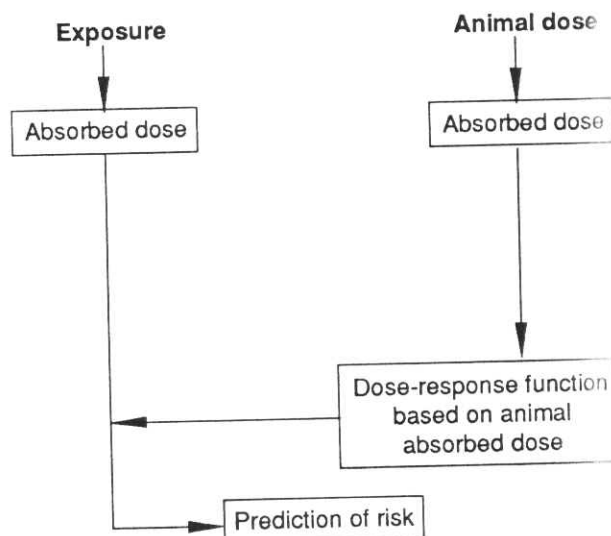 Exposure
Animal dose
Absorbed dose
Absorbed dose
Dose-response function
based on animal
absorbed dose
Prediction of risk